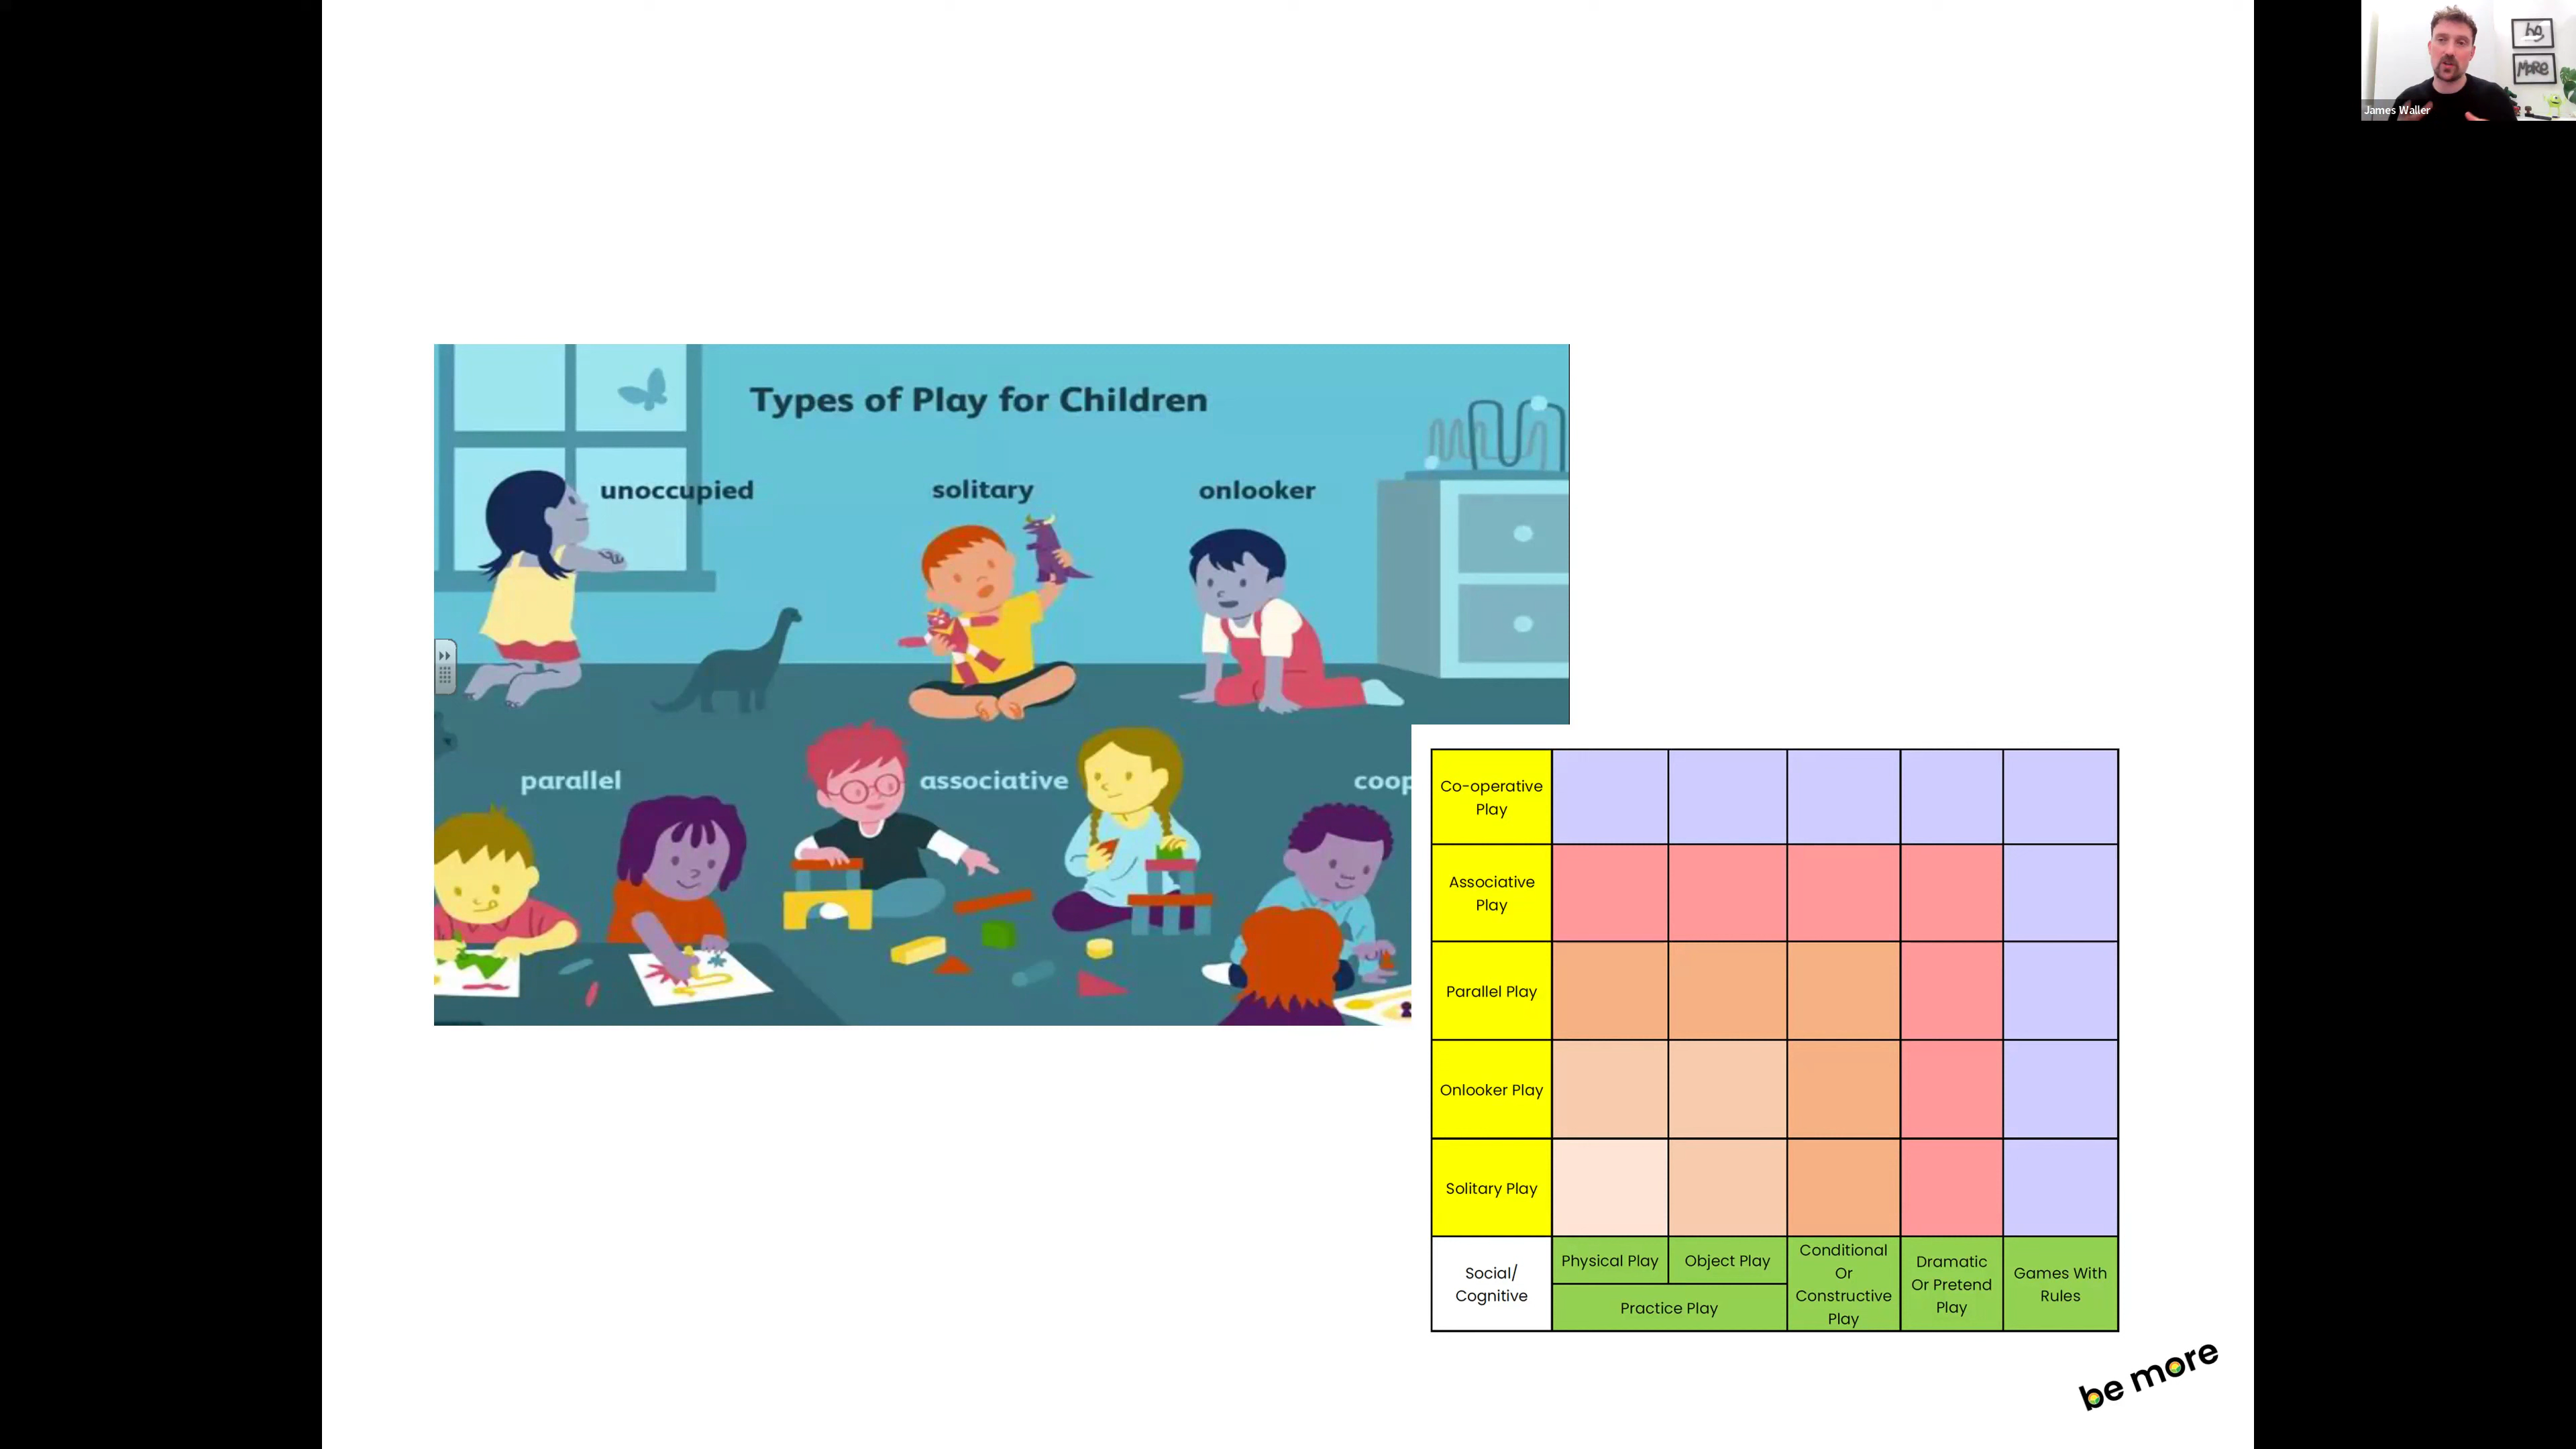 James Waller
be
MORE
Types of Play for Children
unoccupied
solitary
onlooker
parallel
associative
coop
Co-operative
Play
Associative
Play
Parallel Play
Onlooker Play
Solitary Play
Social/
Cognitive
Physical Play
Object Play
Practice Play
Conditional
Or
Constructive
Play
Dramatic
Or Pretend
Play
Games With
Rules
be more